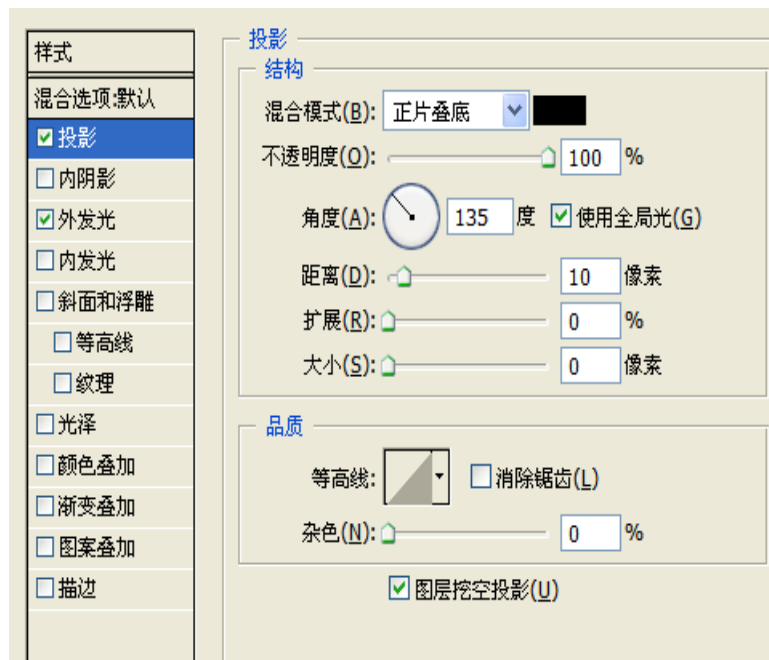 样式
混合选项:默认
投影
内阴影
外发光
内发光
斜面和浮雕
等高线
纹理
光泽
颜色叠加
渐变叠加
图案叠加
描边
投影
结构
混合模式(B): 正片叠底
不透明度(O): 100 %
角度(A): 135 度 使用全局光(G)
距离(D): 10 像素
扩展(R): 0 %
大小(S): 0 像素
品质
等高线: 消除锯齿(L)
杂色(N): 0 %
图层挖空投影(U)